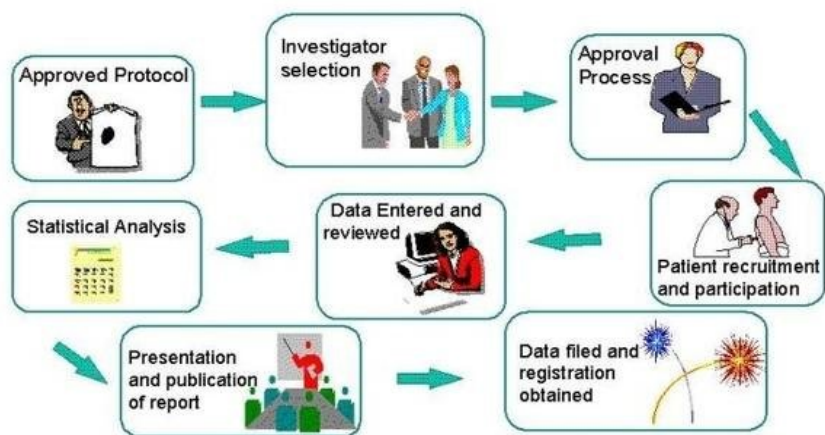 Approved Protocol
Investigator
selection
Approval
Process
Patient recruitment
and participation
Data Entered and
reviewed
Statistical Analysis
Presentation
and publication
of report
Data filed and
registration
obtained